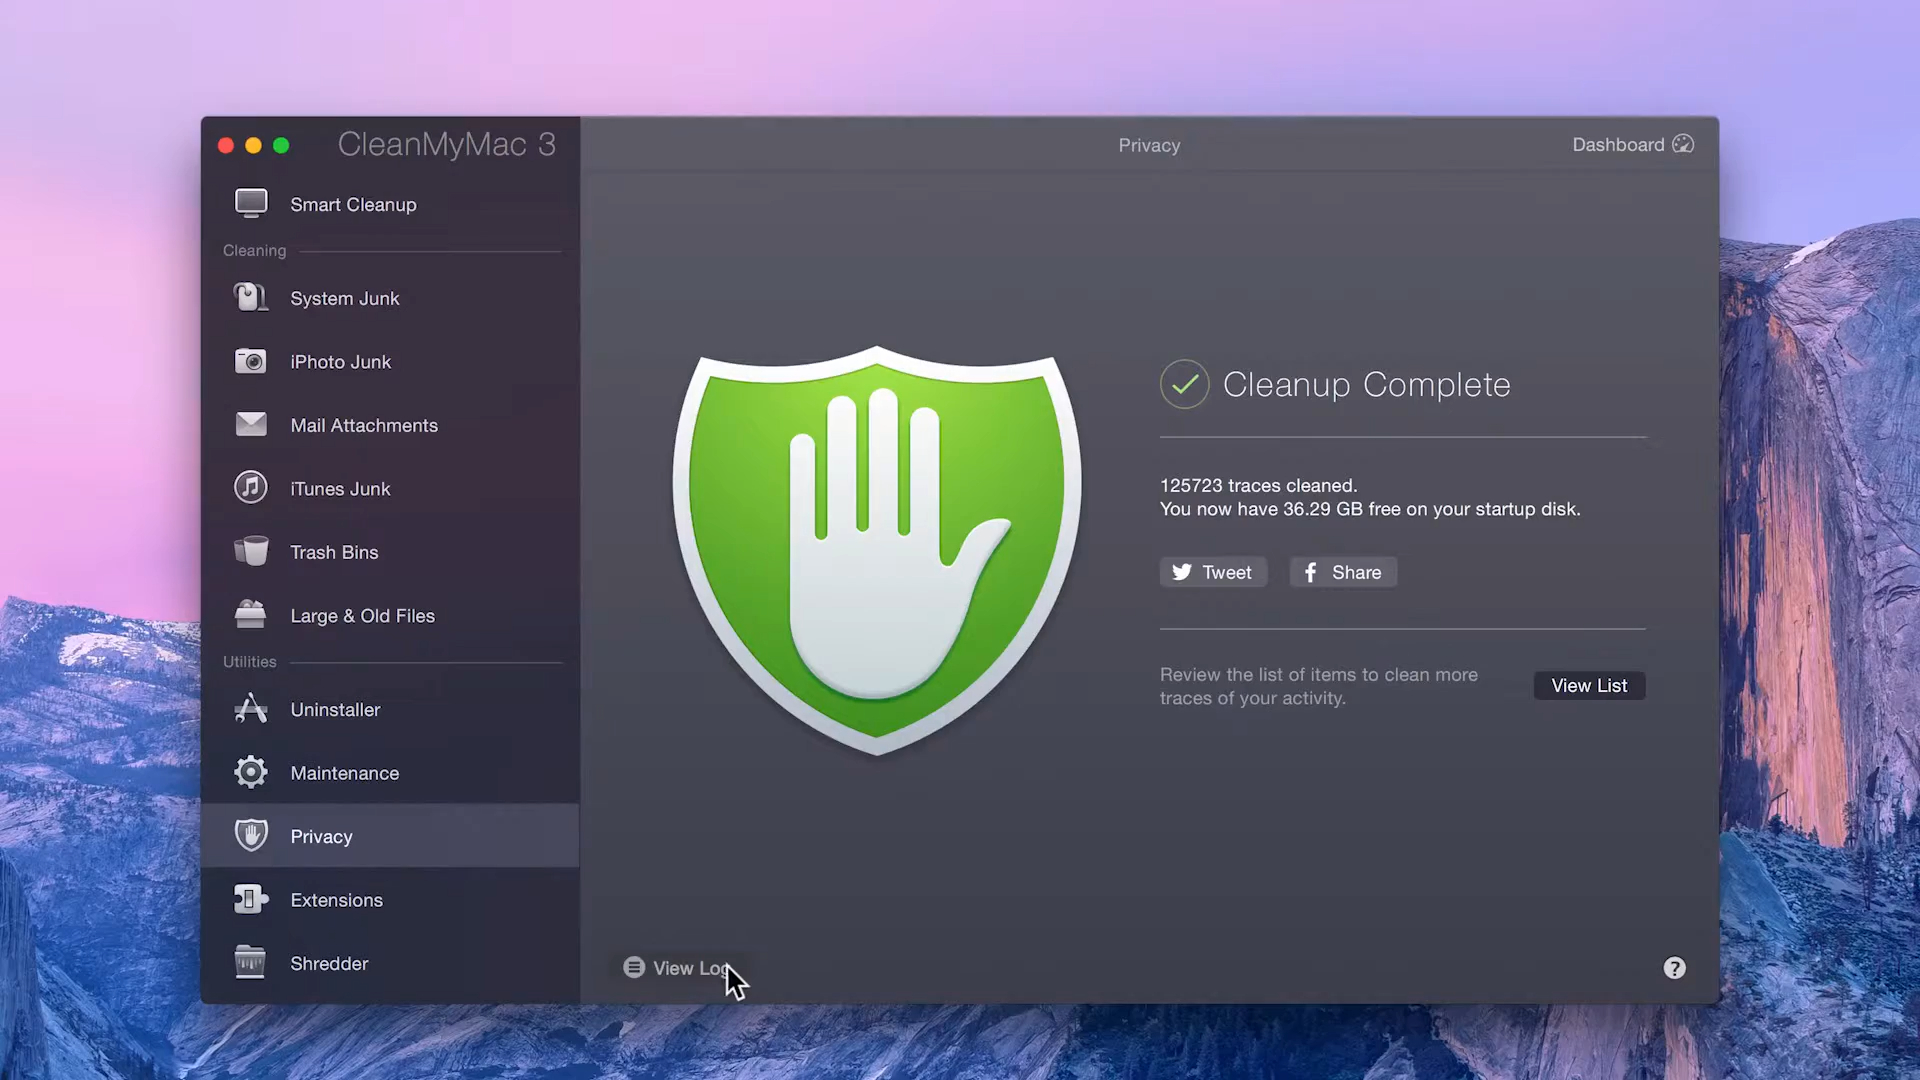 CleanMyMac 3
Privacy
Dashboard
Smart Cleanup
Cleaning
System Junk
iPhoto Junk
Mail Attachments
iTunes Junk
Trash Bins
Large & Old Files
Utilities
Uninstaller
Maintenance
Privacy
Extensions
Shredder
Cleanup Complete
125723 traces cleaned.
You now have 36.29 GB free on your startup disk.
Tweet
Share
Review the list of items to clean more
traces of your activity.
View List
View Log
?